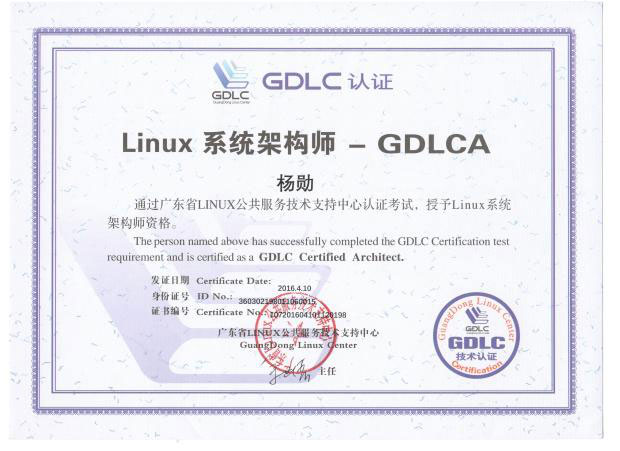 GDLC
GuangDong Linux Center
GDLC 认证
Linux 系统架构师 – GDLCA
杨勋
通过广东省LINUX公共服务技术支持中心认证考试，授予Linux系统
架构师资格。
The person named above has successfully completed the GDLC Certification test
requirement and is certified as a GDLC Certified Architect.
发证日期 Certificate Date: 2016.4.10
身份证号 ID No.:
证书编号 Certificate No.:
广东省LINUX公共服务技术支持中心
GuangDong Linux Center
主任
GuangDong Linux Center
GDLC
GDLC
技术认证
Certification